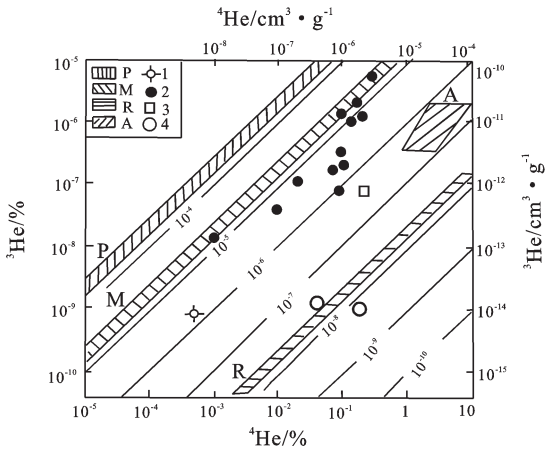 ⁴He/cm³·g⁻¹
10⁻⁸ 10⁻⁷ 10⁻⁶ 10⁻⁵ 10⁻⁴
10⁻⁵
10⁻⁶
10⁻⁷
10⁻⁸
10⁻⁹
10⁻¹⁰
³He/%
P 1
M 2
R 3
A 4
A
P
M
R
10⁻⁴
10⁻⁵
10⁻⁶
10⁻⁷
10⁻⁸
10⁻⁹
10⁻¹⁰
10⁻¹⁰
10⁻¹¹
10⁻¹²
10⁻¹³
10⁻¹⁴
10⁻¹⁵
³He/cm³·g⁻¹
10⁻⁵ 10⁻⁴ 10⁻³ 10⁻² 10⁻¹ 1 10
⁴He/%